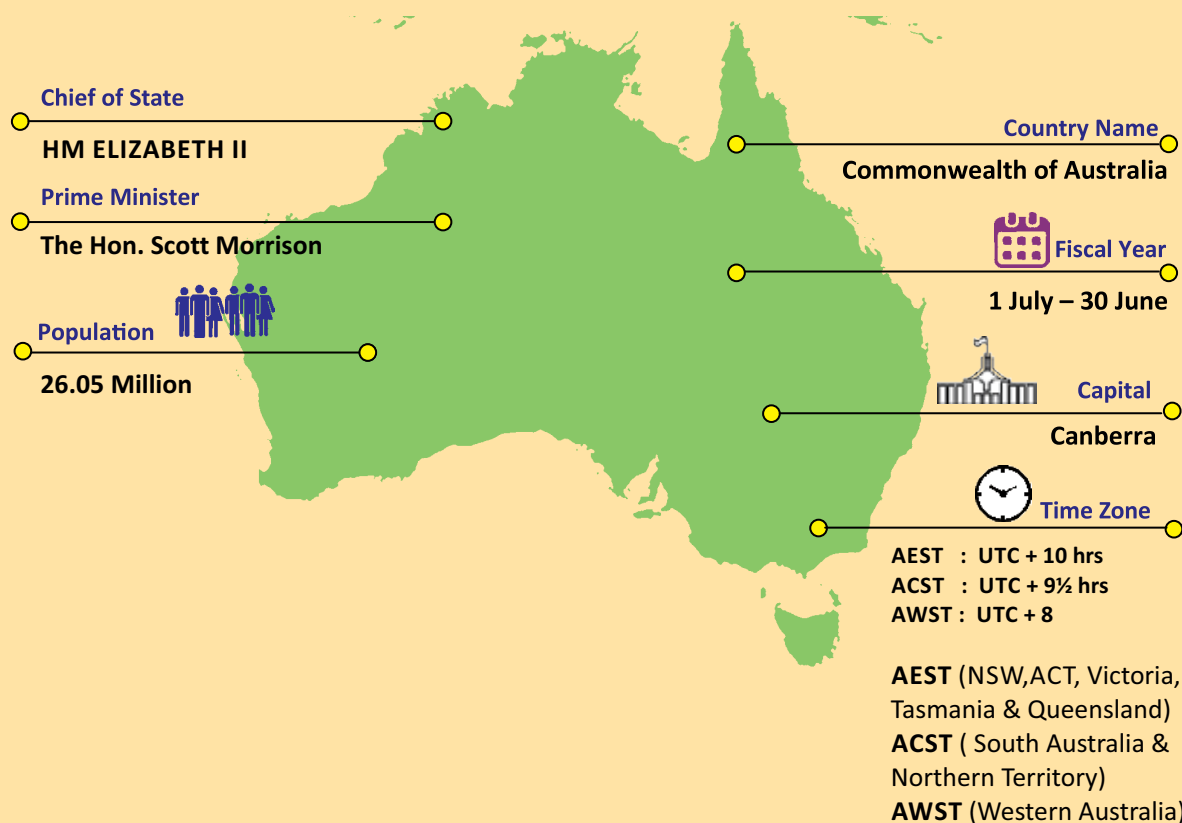 Chief of State
HM ELIZABETH II
Prime Minister
The Hon. Scott Morrison
Population
26.05 Million
Country Name
Commonwealth of Australia
Fiscal Year
1 July – 30 June
Capital
Canberra
Time Zone
AEST : UTC + 10 hrs
ACST : UTC + 9½ hrs
AWST : UTC + 8
AEST (NSW,ACT, Victoria,
Tasmania & Queensland)
ACST ( South Australia &
Northern Territory)
AWST (Western Australia)